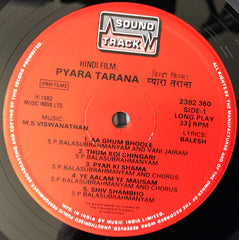 SOUND
TRACK
HINDI FILM:
PYARA TARANA
हिन्दी फिल्म:
प्यारा तराना
VINRI FILMS
℗ 1982
MUSIC INDIA LTD.
2392 360
SIDE-1
LONG PLAY
33⅓ RPM
MUSIC
M.S.VISWANATHAN
LYRICS:
BALESH
1. AA GHUM BHOOLE
S.P.BALASUBRAHMANYAM AND VANI JAIRAM
2. THUM KOI CHINGARI
S.P.BALASUBRAHMANYAM
3. PYAR KI SHAMA
S.P.BALASUBRAHMANYAM AND CHORUS
4. YE AALAM YE MAUSAM
S.P.BALASUBRAHMANYAM AND CHORUS
5. SHIV SHAMBHO
S.P.BALASUBRAHMANYAM
MADE IN INDIA BY MUSIC INDIA LIMITED.